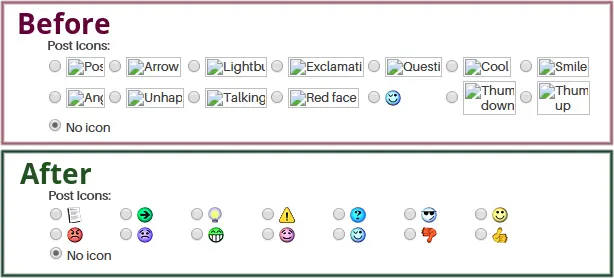 Before
Post Icons:
Pos Arrow Lightbu Exclamati Questi Cool Smile
Ang Unhap Talking Red face Thum down Thum up
No icon
After
Post Icons:
No icon